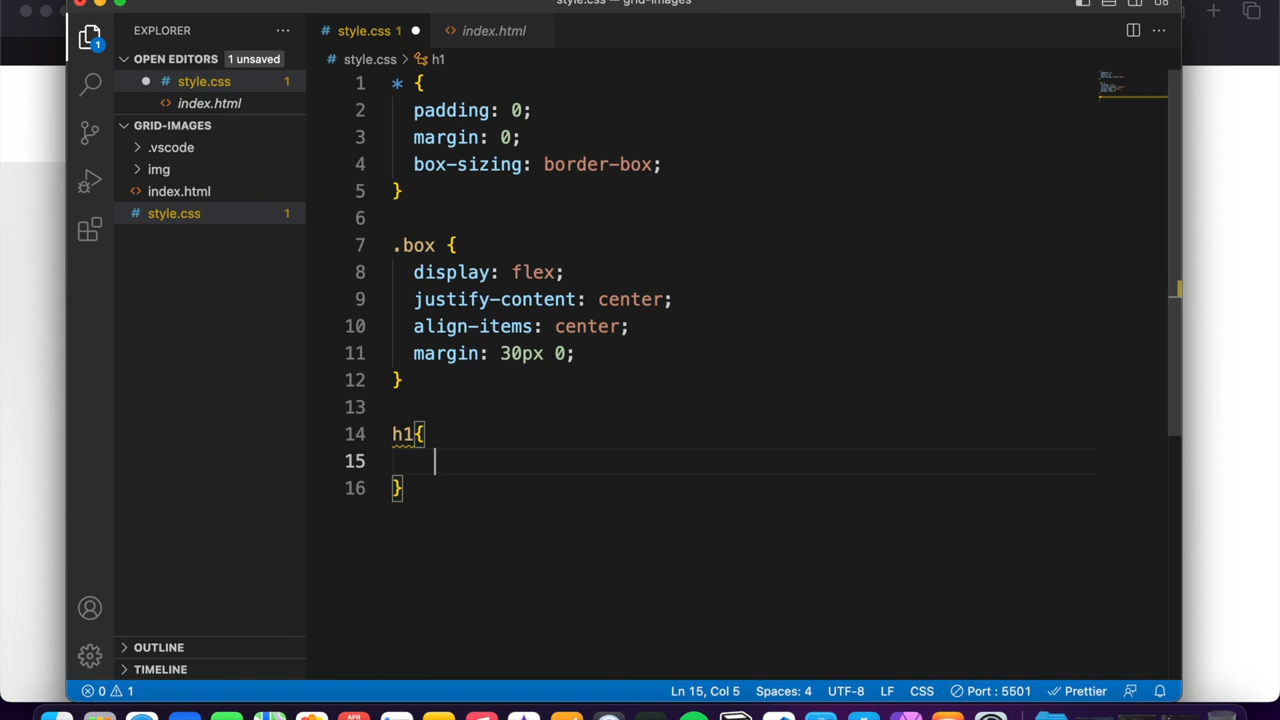 style.css — grid-images
EXPLORER
style.css 1
index.html
OPEN EDITORS 1 unsaved
# style.css 1
<> index.html
GRID-IMAGES
.vscode
img
<> index.html
# style.css 1
# style.css > h1
1 * {
2 padding: 0;
3 margin: 0;
4 box-sizing: border-box;
5 }
6
7 .box {
8 display: flex;
9 justify-content: center;
10 align-items: center;
11 margin: 30px 0;
12 }
13
14 h1{
15
16 }
OUTLINE
TIMELINE
0 1 Ln 15, Col 5 Spaces: 4 UTF-8 LF CSS Port : 5501 Prettier
APR